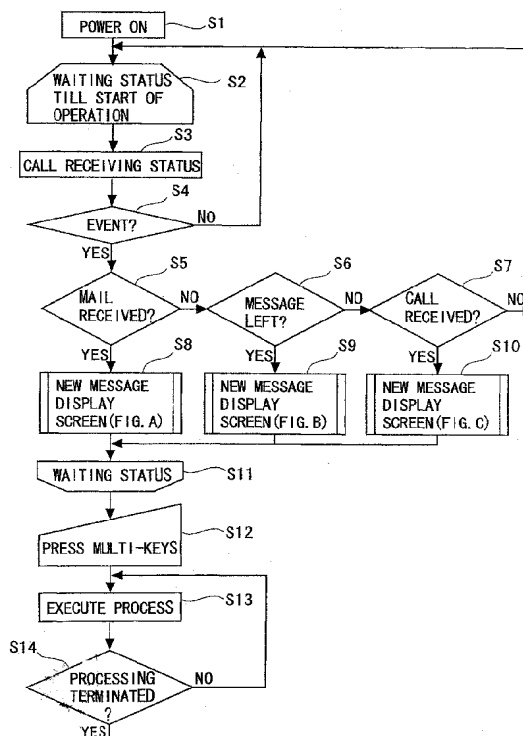 POWER ON
S1
WAITING STATUS
TILL START OF
OPERATION
S2
S3
CALL RECEIVING STATUS
S4
EVENT?
NO
YES
S5
MAIL
RECEIVED?
NO
YES
S6
MESSAGE
LEFT?
NO
YES
S7
CALL
RECEIVED?
NO
YES
S8
NEW MESSAGE
DISPLAY
SCREEN(FIG. A)
S9
NEW MESSAGE
DISPLAY
SCREEN(FIG. B)
S10
NEW MESSAGE
DISPLAY
SCREEN(FIG. C)
WAITING STATUS
S11
S12
PRESS MULTI-KEYS
EXECUTE PROCESS
S13
S14
PROCESSING
TERMINATED
?
NO
YES